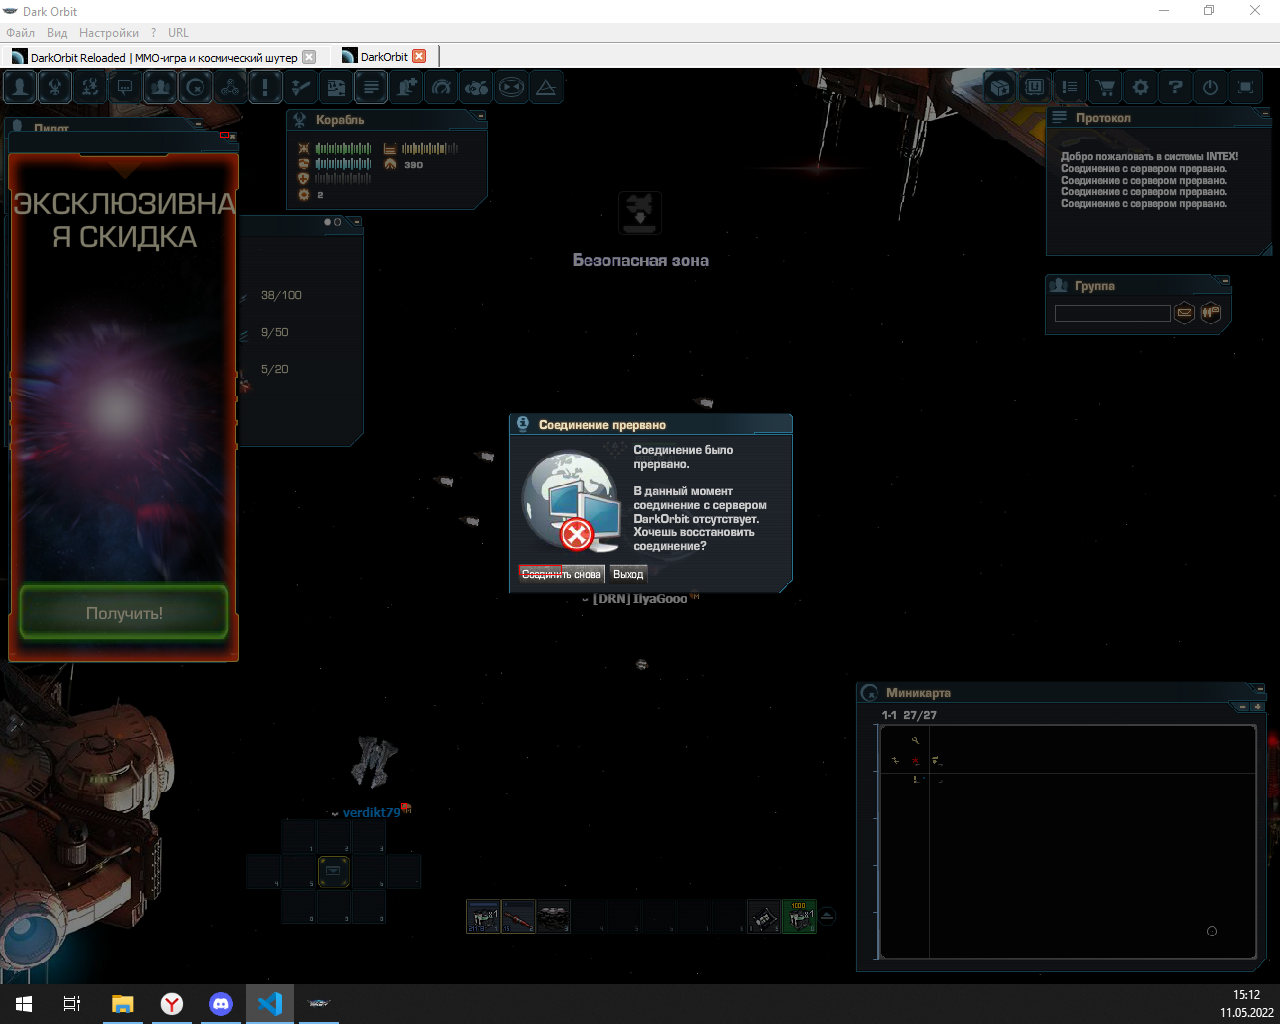 Dark Orbit
Файл Вид Настройки ? URL
DarkOrbit Reloaded | ММО-игра и космический шутер
DarkOrbit
Пилот
Корабль
390
2
Протокол
Добро пожаловать в системы INTEX!
Соединение с сервером прервано.
Соединение с сервером прервано.
Соединение с сервером прервано.
Соединение с сервером прервано.
ЭКСКЛЮЗИВНА
Я СКИДКА
Безопасная зона
38/100
9/50
5/20
Группа
Соединение прервано
Соединение было
прервано.
В данный момент
соединение с сервером
DarkOrbit отсутствует.
Хочешь восстановить
соединение?
Соединить снова
Выход
[DRN] IlyaGooo
Получить!
Миникарта
1-1 27/27
verdikt79
1000
15:12
11.05.2022